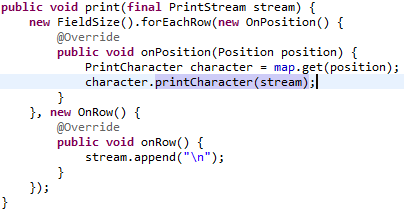 public void print(final PrintStream stream) {
    new FieldSize().forEachRow(new OnPosition() {
        @Override
        public void onPosition(Position position) {
            PrintCharacter character = map.get(position);
            character.printCharacter(stream);
        }
    }, new OnRow() {
        @Override
        public void onRow() {
            stream.append("\n");
        }
    });
}